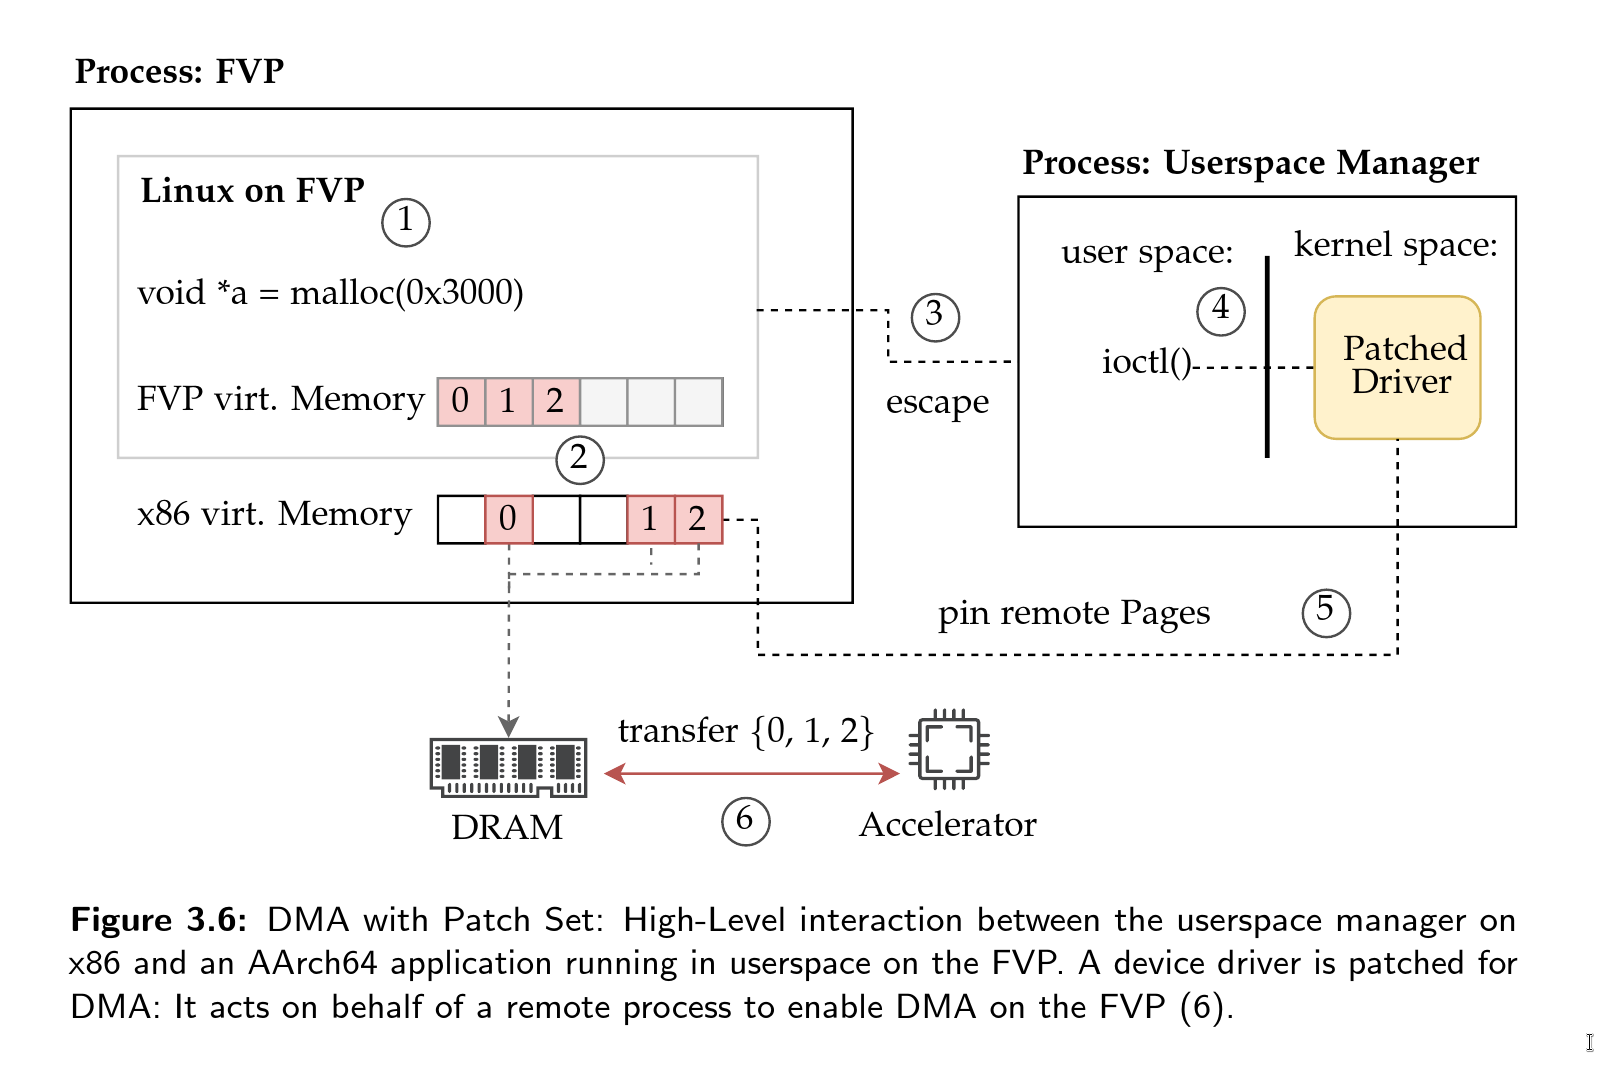 Process: FVP
Linux on FVP
1
void *a = malloc(0x3000)
FVP virt. Memory 0 1 2
2
x86 virt. Memory 0 1 2
3
escape
Process: Userspace Manager
user space:
kernel space:
4
ioctl()
Patched
Driver
pin remote Pages
5
transfer {0, 1, 2}
6
DRAM
Accelerator
Figure 3.6: DMA with Patch Set: High-Level interaction between the userspace manager on
x86 and an AArch64 application running in userspace on the FVP. A device driver is patched for
DMA: It acts on behalf of a remote process to enable DMA on the FVP (6).